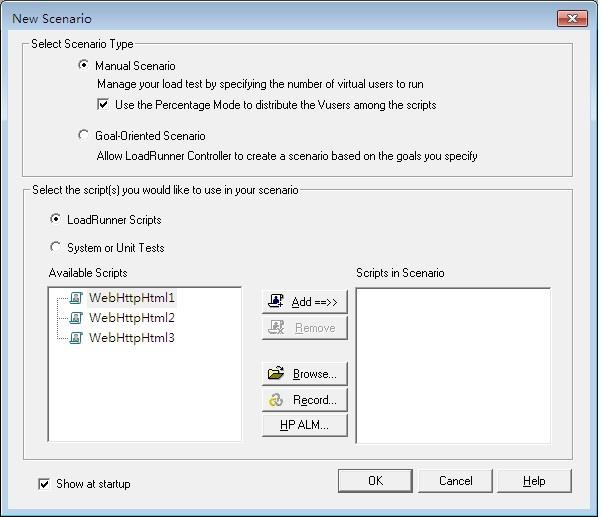 New Scenario
Select Scenario Type
Manual Scenario
Manage your load test by specifying the number of virtual users to run
Use the Percentage Mode to distribute the Vusers among the scripts
Goal-Oriented Scenario
Allow LoadRunner Controller to create a scenario based on the goals you specify
Select the script(s) you would like to use in your scenario
LoadRunner Scripts
System or Unit Tests
Available Scripts
Scripts in Scenario
WebHttpHtml1
WebHttpHtml2
WebHttpHtml3
Add ==>>
Remove
Browse...
Record...
HP ALM...
Show at startup
OK
Cancel
Help